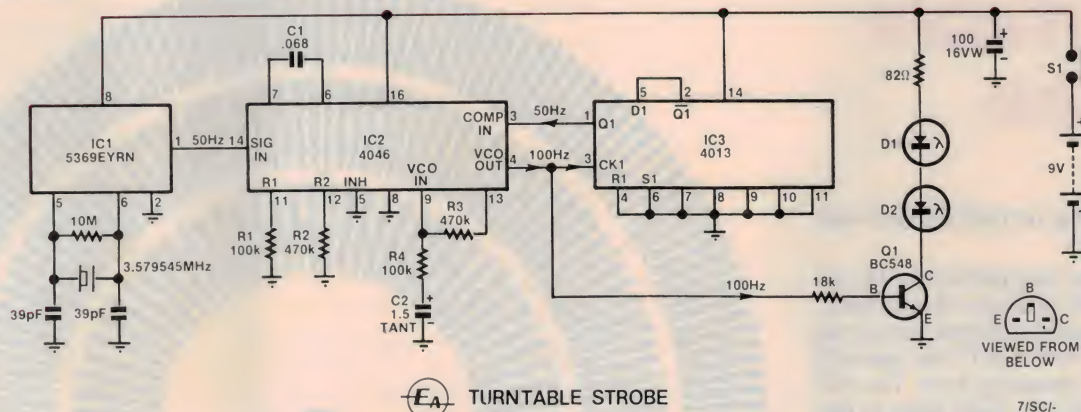 C1
.068
100
16VW
82Ω
S1
8
7
6
16
5
D1
2
Q̅1
14
IC1
5369EYRN
1
50Hz
14
SIG
IN
IC2
4046
COMP
IN
3
50Hz
1
Q1
IC3
4013
VCO
OUT
4
100Hz
3
CK1
D1
λ
D2
λ
9V
5
6
2
R1
R2
INH
VCO
IN
11
12
5
8
9
13
R1
S1
4
6
7
8
9
10
11
10M
3.579545MHz
39pF
39pF
R1
100k
R2
470k
R3
470k
R4
100k
C2
1.5
TANT
+
−
100Hz
18k
Q1
BC548
B
C
E
B
E
C
VIEWED FROM
BELOW
EA TURNTABLE STROBE
7/SC/-